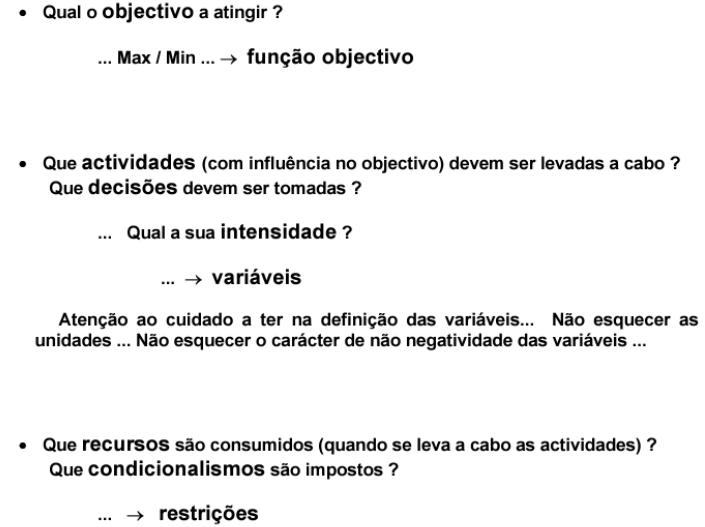 • Qual o objectivo a atingir ?
... Max / Min ... → função objectivo
• Que actividades (com influência no objectivo) devem ser levadas a cabo ?
Que decisões devem ser tomadas ?
... Qual a sua intensidade ?
... → variáveis
Atenção ao cuidado a ter na definição das variáveis... Não esquecer as
unidades ... Não esquecer o carácter de não negatividade das variáveis ...
• Que recursos são consumidos (quando se leva a cabo as actividades) ?
Que condicionalismos são impostos ?
... → restrições